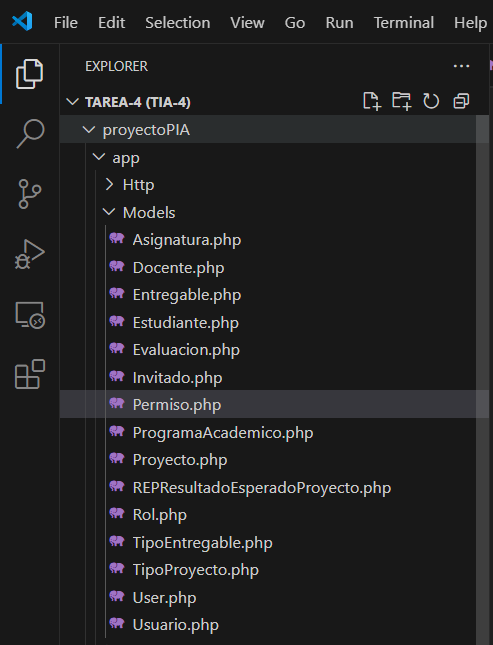 File Edit Selection View Go Run Terminal Help
EXPLORER
TAREA-4 (TIA-4)
proyectoPIA
app
Http
Models
Asignatura.php
Docente.php
Entregable.php
Estudiante.php
Evaluacion.php
Invitado.php
Permiso.php
ProgramaAcademico.php
Proyecto.php
REPResultadoEsperadoProyecto.php
Rol.php
TipoEntregable.php
TipoProyecto.php
User.php
Usuario.php